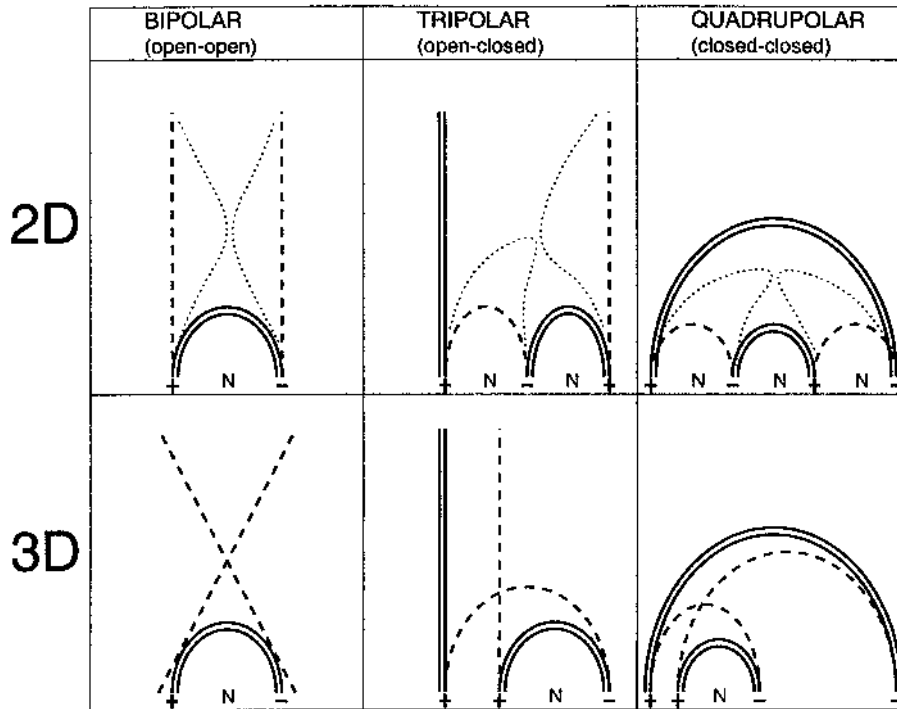 BIPOLAR
(open-open)
TRIPOLAR
(open-closed)
QUADRUPOLAR
(closed-closed)
2D
+ N −
+ N − N +
+ N − N + N −
3D
+ N −
+ + N −
+ + N − −